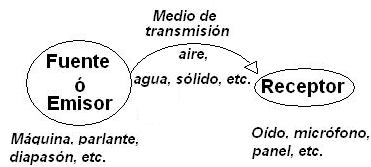 Medio de
transmisión
aire,
agua, sólido, etc.
Fuente
ó
Emisor
Receptor
Máquina, parlante,
diapasón, etc.
Oído, micrófono,
panel, etc.